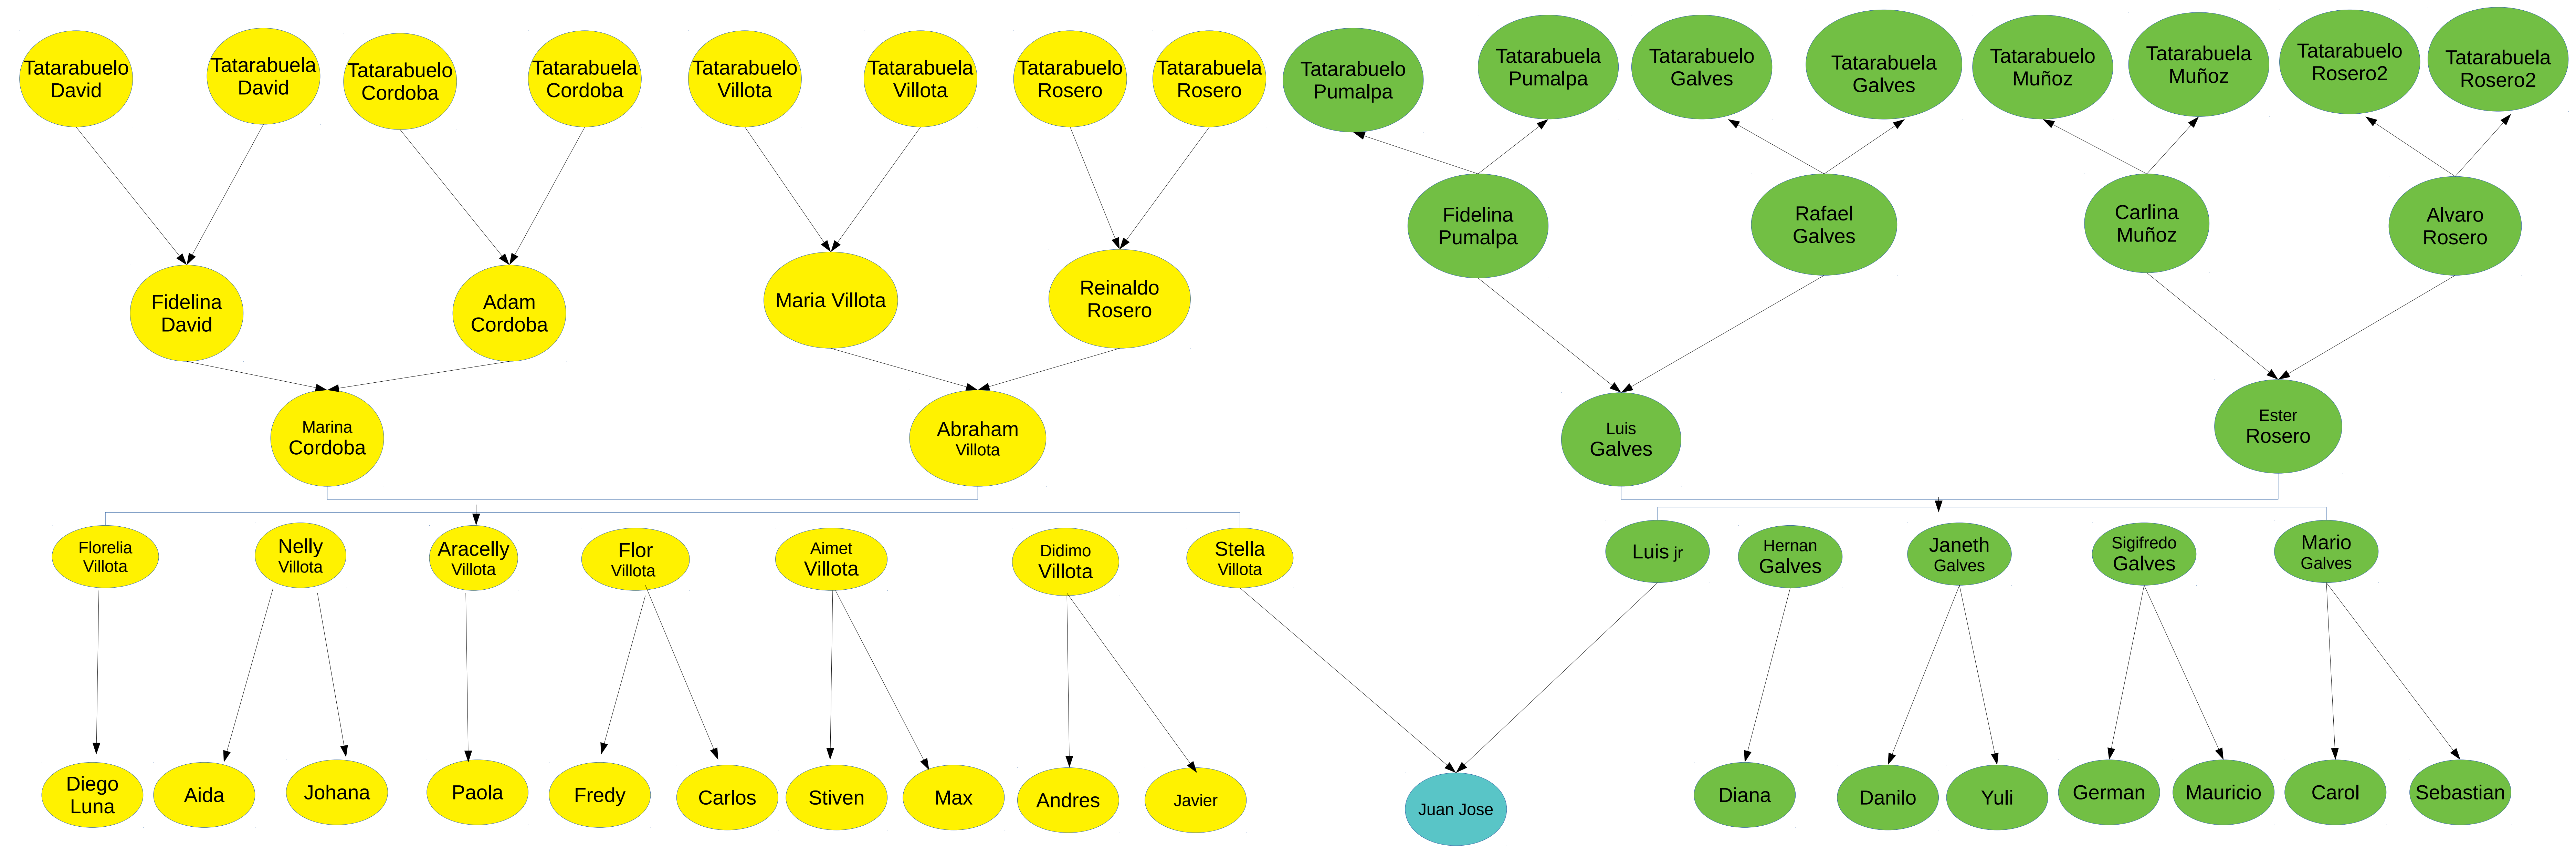 Tatarabuelo
David
Tatarabuela
David
Tatarabuelo
Cordoba
Tatarabuela
Cordoba
Tatarabuelo
Villota
Tatarabuela
Villota
Tatarabuelo
Rosero
Tatarabuela
Rosero
Tatarabuelo
Pumalpa
Tatarabuela
Pumalpa
Tatarabuelo
Galves
Tatarabuela
Galves
Tatarabuelo
Muñoz
Tatarabuela
Muñoz
Tatarabuelo
Rosero2
Tatarabuela
Rosero2
Fidelina
David
Adam
Cordoba
Maria Villota
Reinaldo
Rosero
Fidelina
Pumalpa
Rafael
Galves
Carlina
Muñoz
Alvaro
Rosero
Marina
Cordoba
Abraham
Villota
Luis
Galves
Ester
Rosero
Florelia
Villota
Nelly
Villota
Aracelly
Villota
Flor
Villota
Aimet
Villota
Didimo
Villota
Stella
Villota
Luis jr
Hernan
Galves
Janeth
Galves
Sigifredo
Galves
Mario
Galves
Diego
Luna
Aida
Johana
Paola
Fredy
Carlos
Stiven
Max
Andres
Javier
Juan Jose
Diana
Danilo
Yuli
German
Mauricio
Carol
Sebastian